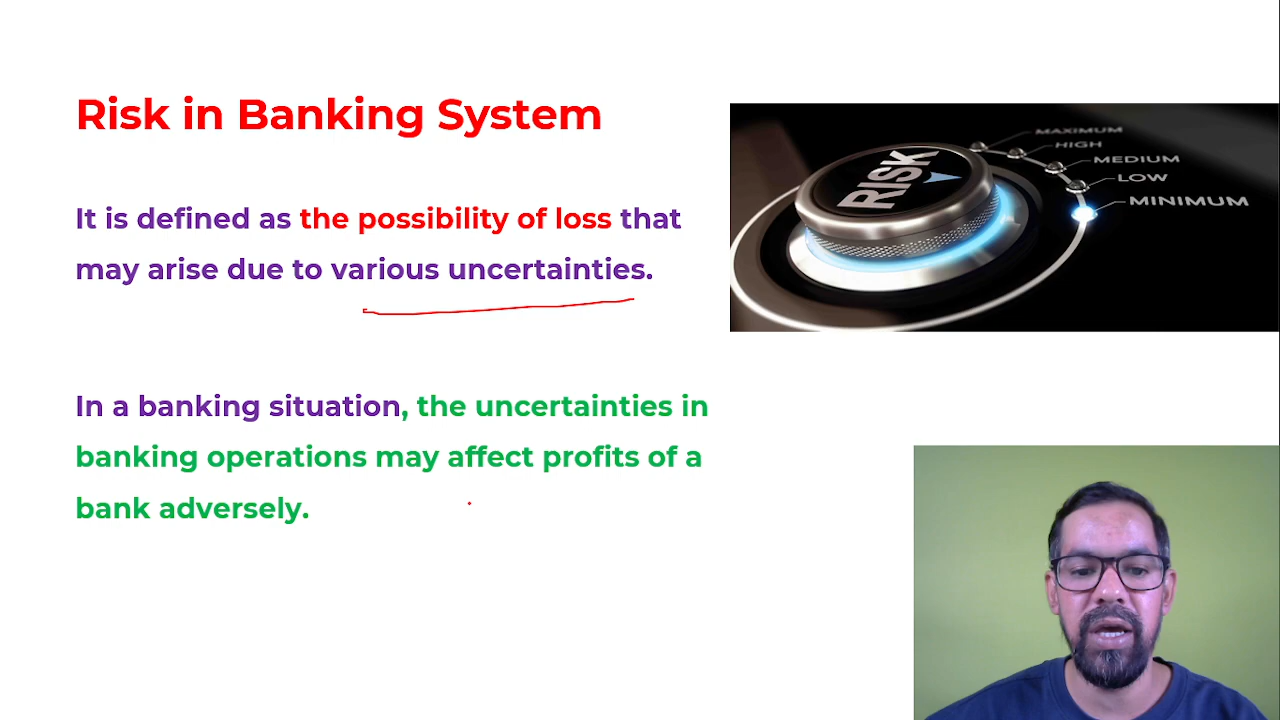 Risk in Banking System
It is defined as the possibility of loss that
may arise due to various uncertainties.
In a banking situation, the uncertainties in
banking operations may affect profits of a
bank adversely.
RISK
MAXIMUM
HIGH
MEDIUM
LOW
MINIMUM